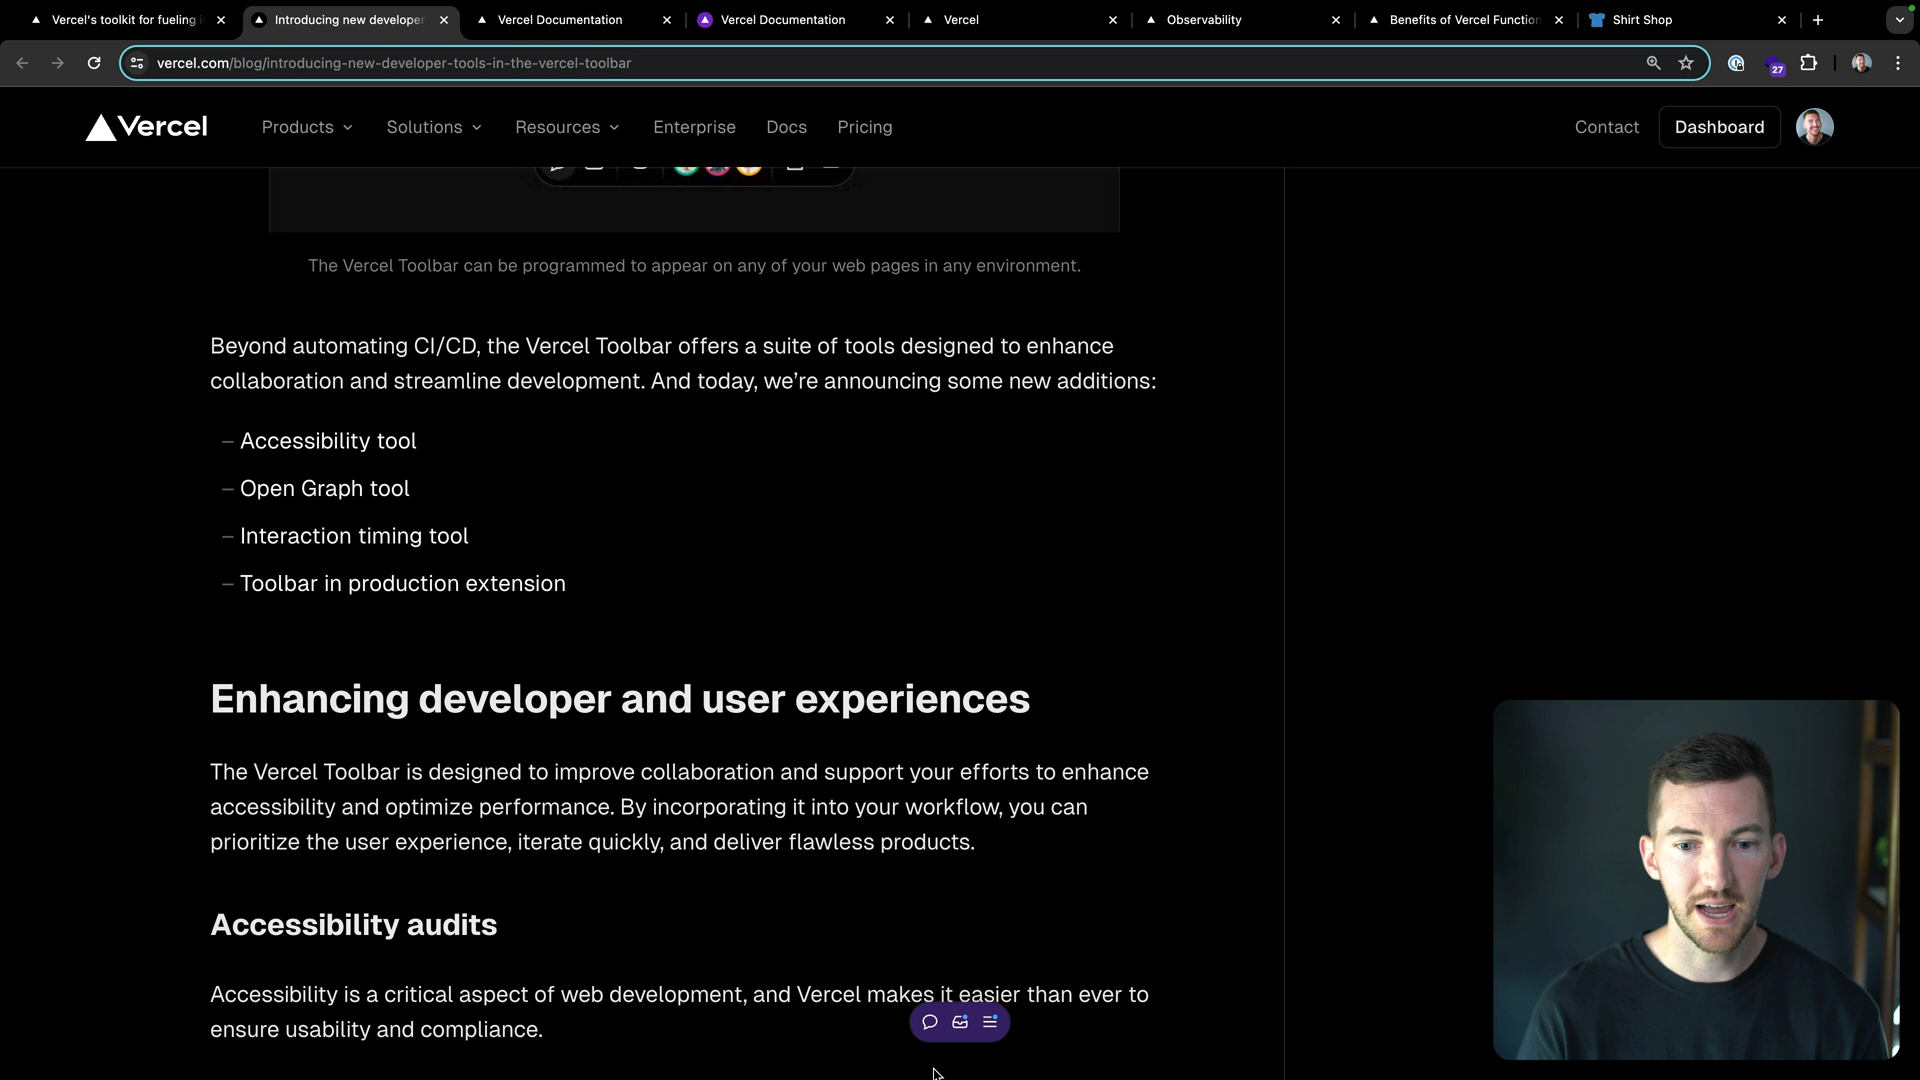 Vercel's toolkit for fueling i
Introducing new developer
Vercel Documentation
Vercel Documentation
Vercel
Observability
Benefits of Vercel Function
Shirt Shop
vercel.com/blog/introducing-new-developer-tools-in-the-vercel-toolbar
27
Vercel
Products
Solutions
Resources
Enterprise
Docs
Pricing
Contact
Dashboard
The Vercel Toolbar can be programmed to appear on any of your web pages in any environment.
Beyond automating CI/CD, the Vercel Toolbar offers a suite of tools designed to enhance
collaboration and streamline development. And today, we’re announcing some new additions:
– Accessibility tool
– Open Graph tool
– Interaction timing tool
– Toolbar in production extension
Enhancing developer and user experiences
The Vercel Toolbar is designed to improve collaboration and support your efforts to enhance
accessibility and optimize performance. By incorporating it into your workflow, you can
prioritize the user experience, iterate quickly, and deliver flawless products.
Accessibility audits
Accessibility is a critical aspect of web development, and Vercel makes it easier than ever to
ensure usability and compliance.